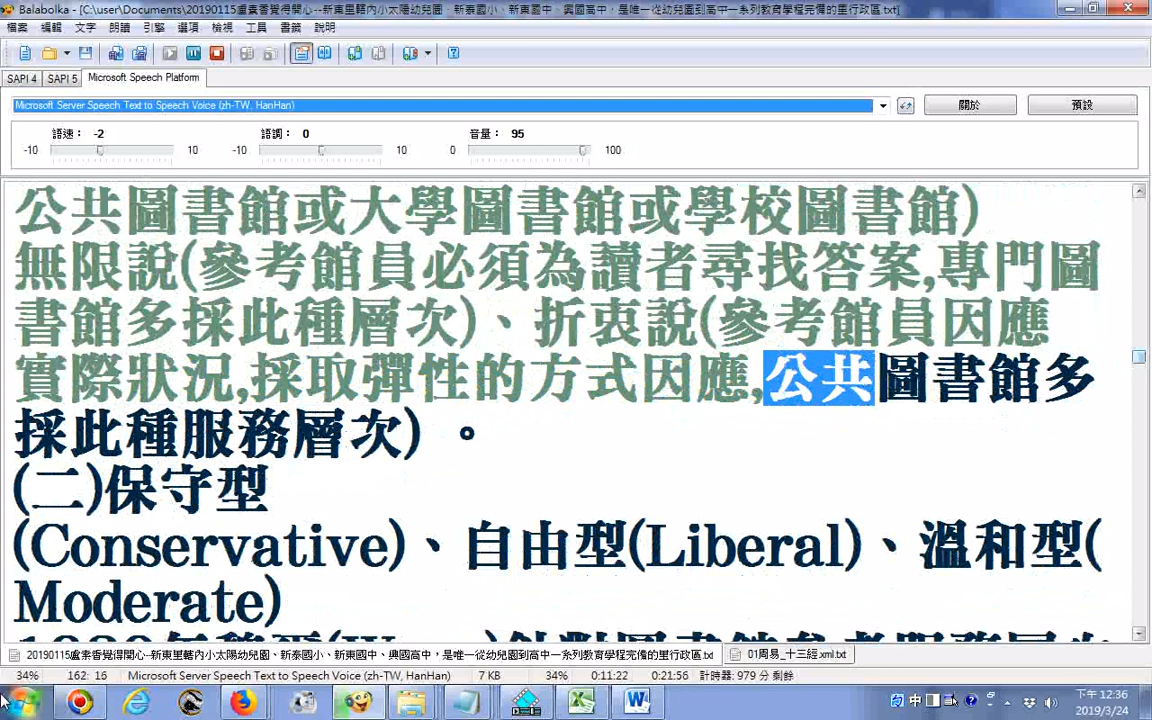 Balabolka - [C:\user\Documents\20190115盧素香覺得開心--新東里轄內小太陽幼兒園、新泰國小、新東國中、興國高中，是唯一從幼兒園到高中一系列教育學程完備的里行政區.txt]
檔案 編輯 文字 朗讀 引擎 選項 檢視 工具 書籤 說明
SAPI 4 SAPI 5 Microsoft Speech Platform
Microsoft Server Speech Text to Speech Voice (zh-TW, HanHan) 關於 預設
語速： -2 語調： 0 音量： 95
-10 10 -10 10 0 100
公共圖書館或大學圖書館或學校圖書館)
無限說(參考館員必須為讀者尋找答案,專門圖
書館多採此種層次)、折衷說(參考館員因應
實際狀況,採取彈性的方式因應,公共圖書館多
採此種服務層次)。
(二)保守型
(Conservative)、自由型(Liberal)、溫和型(
Moderate)
20190115盧素香覺得開心--新東里轄內小太陽幼兒園、新泰國小、新東國中、興國高中，是唯一從幼兒園到高中一系列教育學程完備的里行政區.txt 01周易_十三經.xml.txt
34% 162: 16 Microsoft Server Speech Text to Speech Voice (zh-TW, HanHan) 7 KB 34% 0:11:22 0:21:56 計時器: 979 分 剩餘
中 下午 12:36
2019/3/24